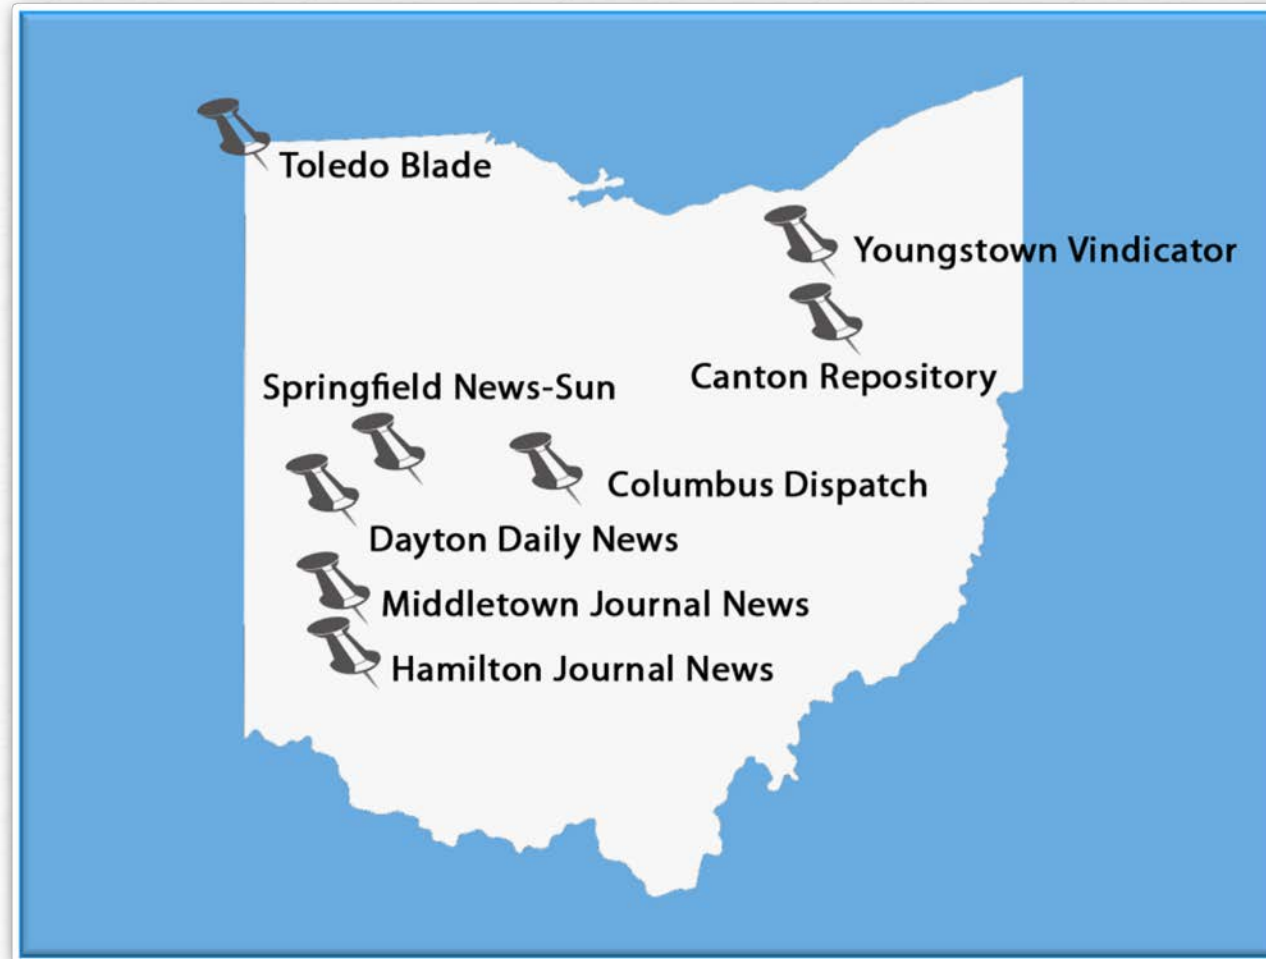 Toledo Blade
Youngstown Vindicator
Canton Repository
Springfield News-Sun
Columbus Dispatch
Dayton Daily News
Middletown Journal News
Hamilton Journal News